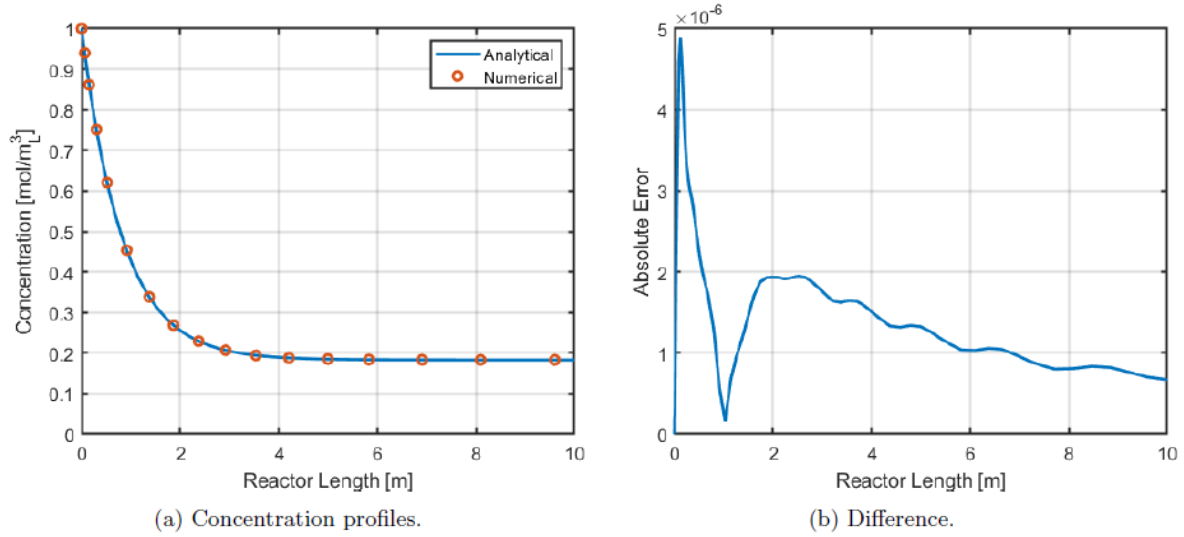 1
0.9
0.8
0.7
0.6
0.5
0.4
0.3
0.2
0.1
0
0 2 4 6 8 10
Concentration [mol/m³L]
Reactor Length [m]
Analytical
Numerical
(a) Concentration profiles.
×10⁻⁶
5
4
3
2
1
0
0 2 4 6 8 10
Absolute Error
Reactor Length [m]
(b) Difference.